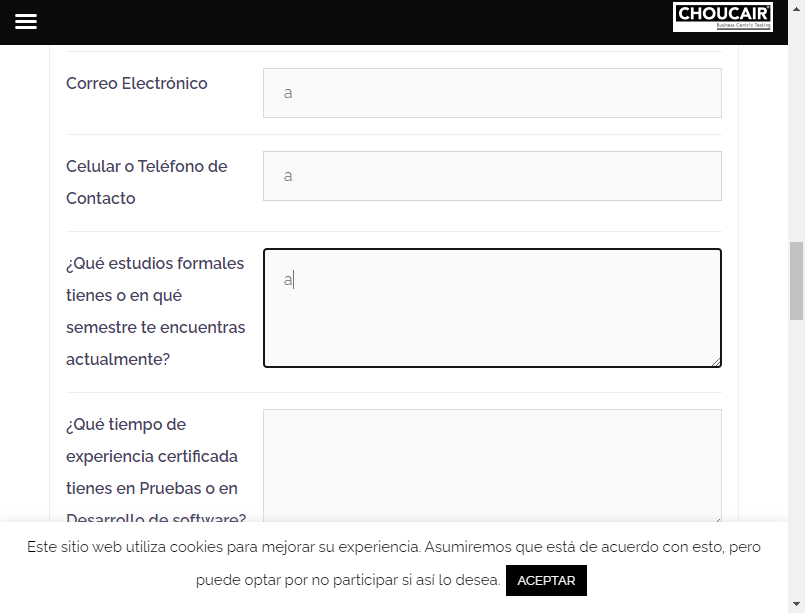 CHOUCAIR
Business Centric Testing
Correo Electrónico
a
Celular o Teléfono de
Contacto
a
¿Qué estudios formales
tienes o en qué
semestre te encuentras
actualmente?
a
¿Qué tiempo de
experiencia certificada
tienes en Pruebas o en
Desarrollo de software?
Este sitio web utiliza cookies para mejorar su experiencia. Asumiremos que está de acuerdo con esto, pero
puede optar por no participar si así lo desea. ACEPTAR